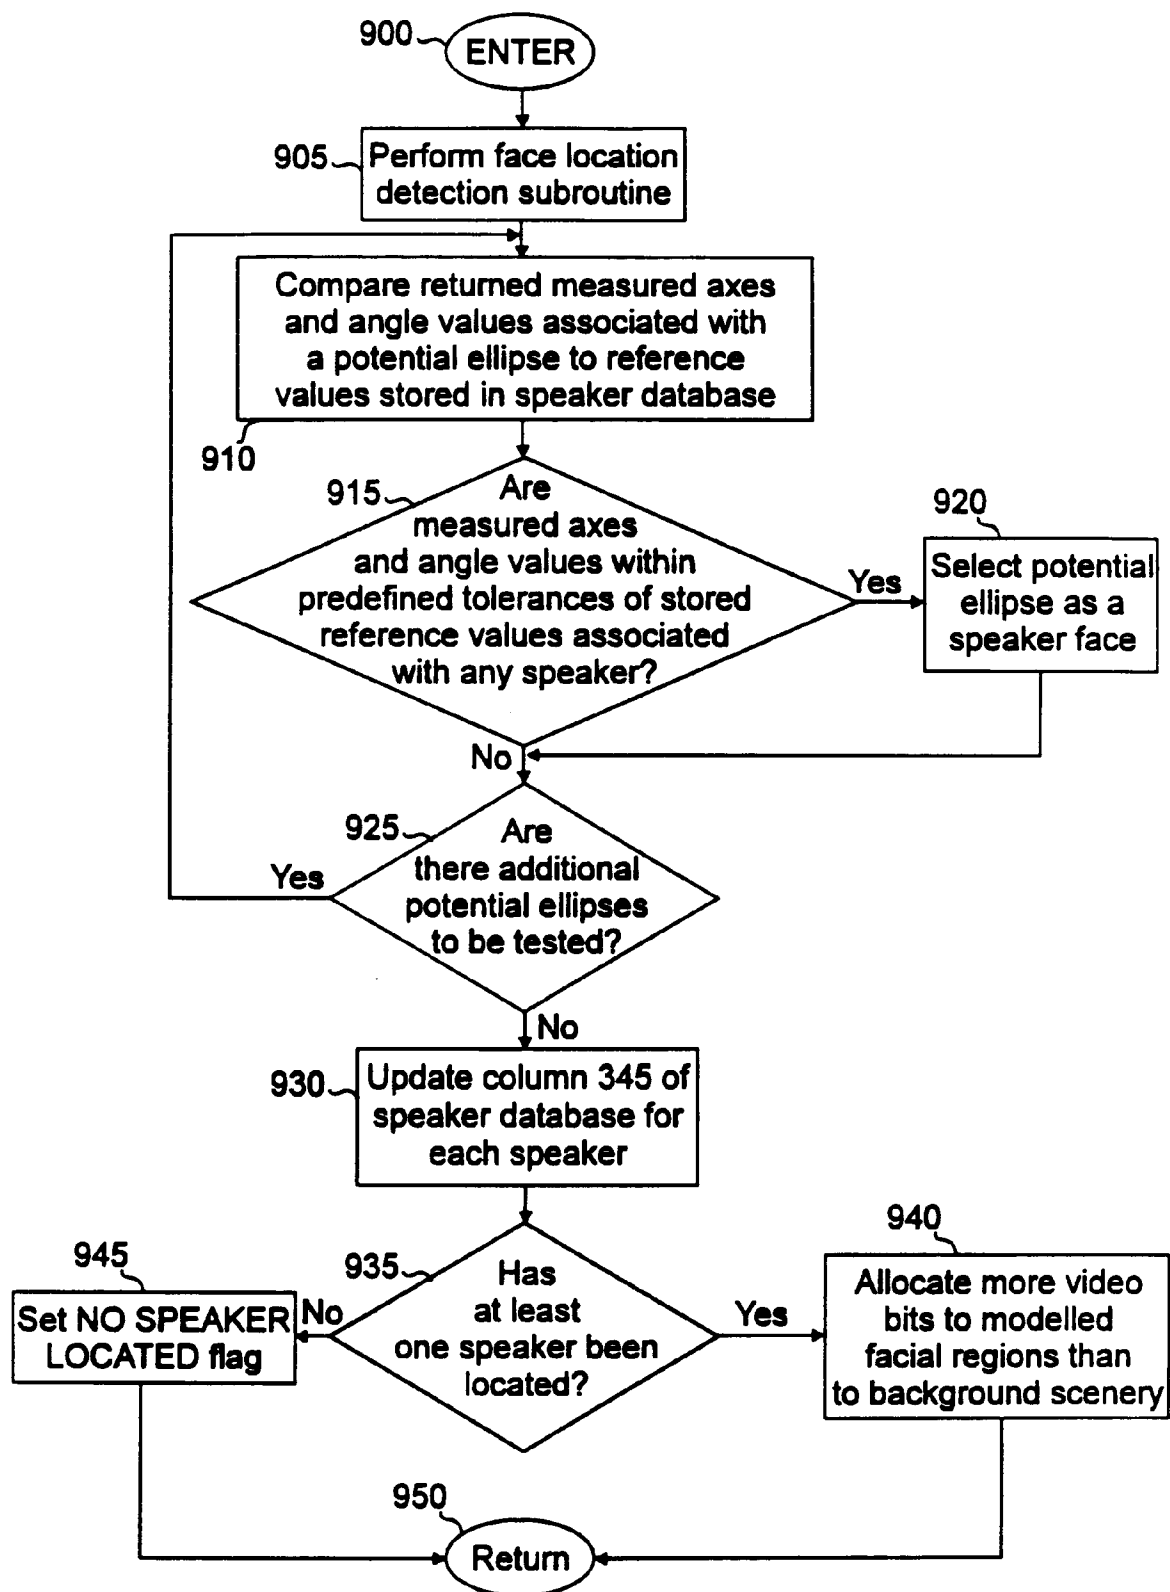 900
ENTER
905
Perform face location
detection subroutine
Compare returned measured axes
and angle values associated with
a potential ellipse to reference
values stored in speaker database
910
915
Are
measured axes
and angle values within
predefined tolerances of stored
reference values associated
with any speaker?
Yes
920
Select potential
ellipse as a
speaker face
No
925
Are
there additional
potential ellipses
to be tested?
Yes
No
930
Update column 345 of
speaker database for
each speaker
935
Has
at least
one speaker been
located?
No
945
Set NO SPEAKER
LOCATED flag
Yes
940
Allocate more video
bits to modelled
facial regions than
to background scenery
950
Return